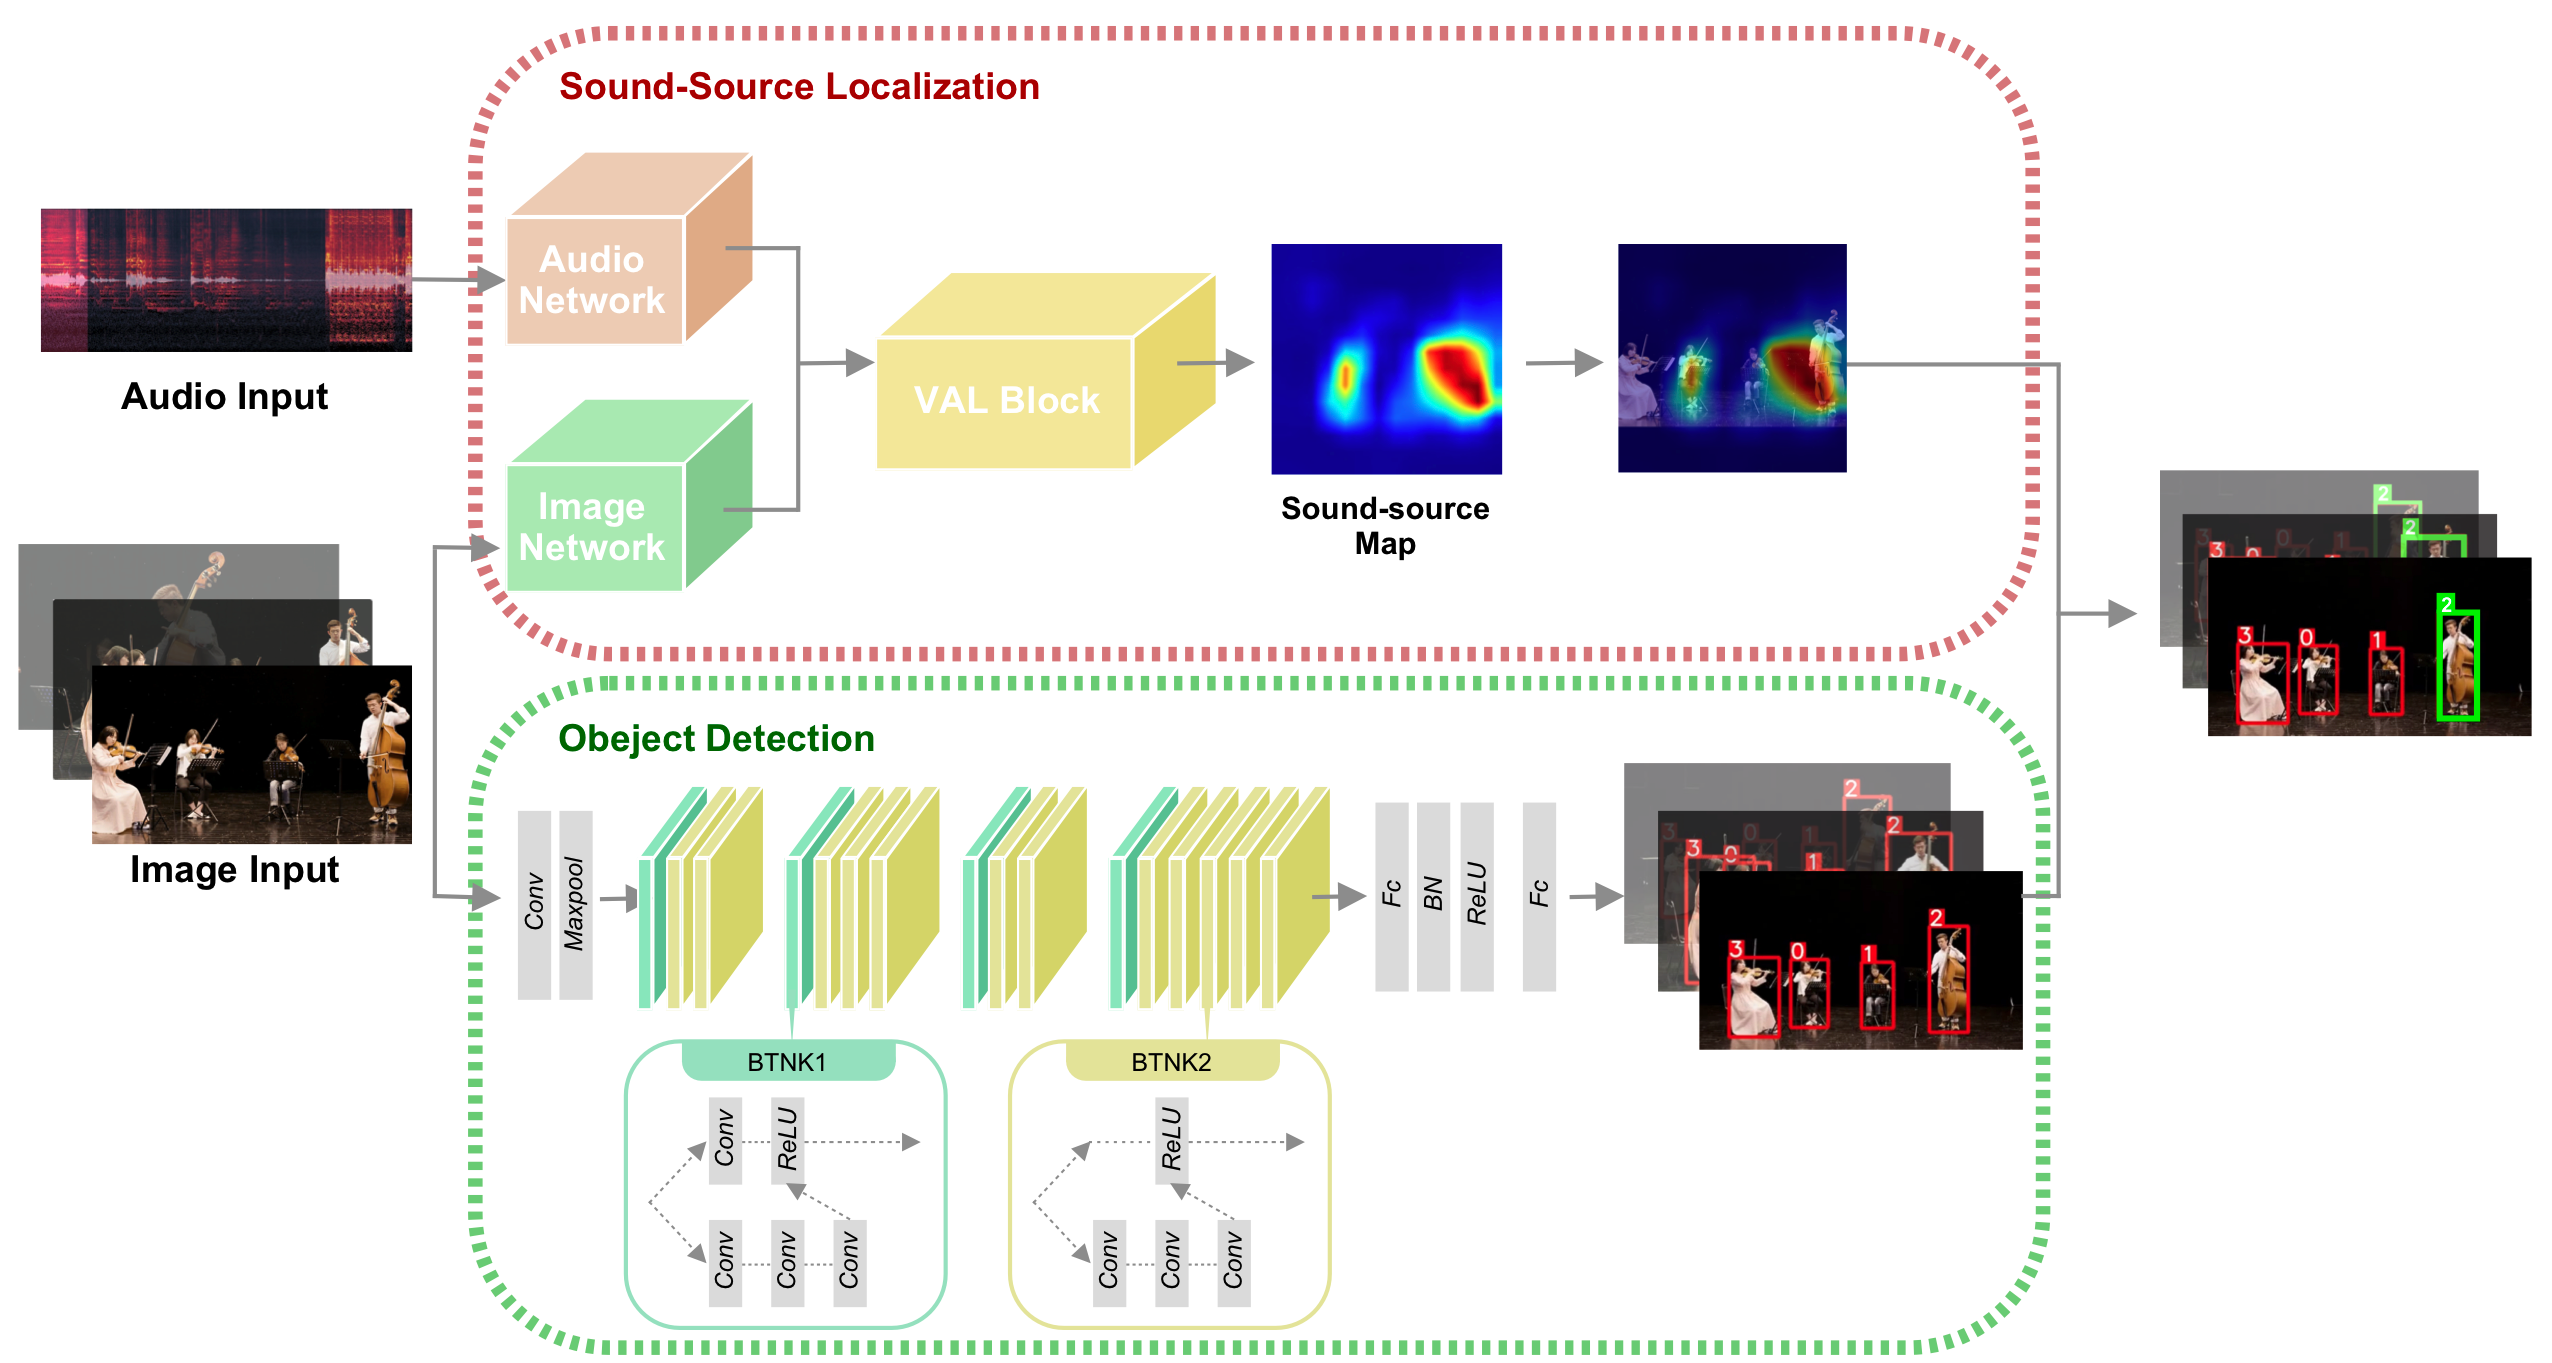 Sound-Source Localization
Audio
Network
Audio Input
Image
Network
VAL Block
Sound-source
Map
Image Input
2
2
3
0
1
3
0
2
3
0
1
2
Obeject Detection
Conv
Maxpool
Fc
BN
ReLU
Fc
2
3
0
1
2
3
0
1
3
0
1
2
BTNK1
Conv
ReLU
Conv
Conv
Conv
BTNK2
ReLU
Conv
Conv
Conv